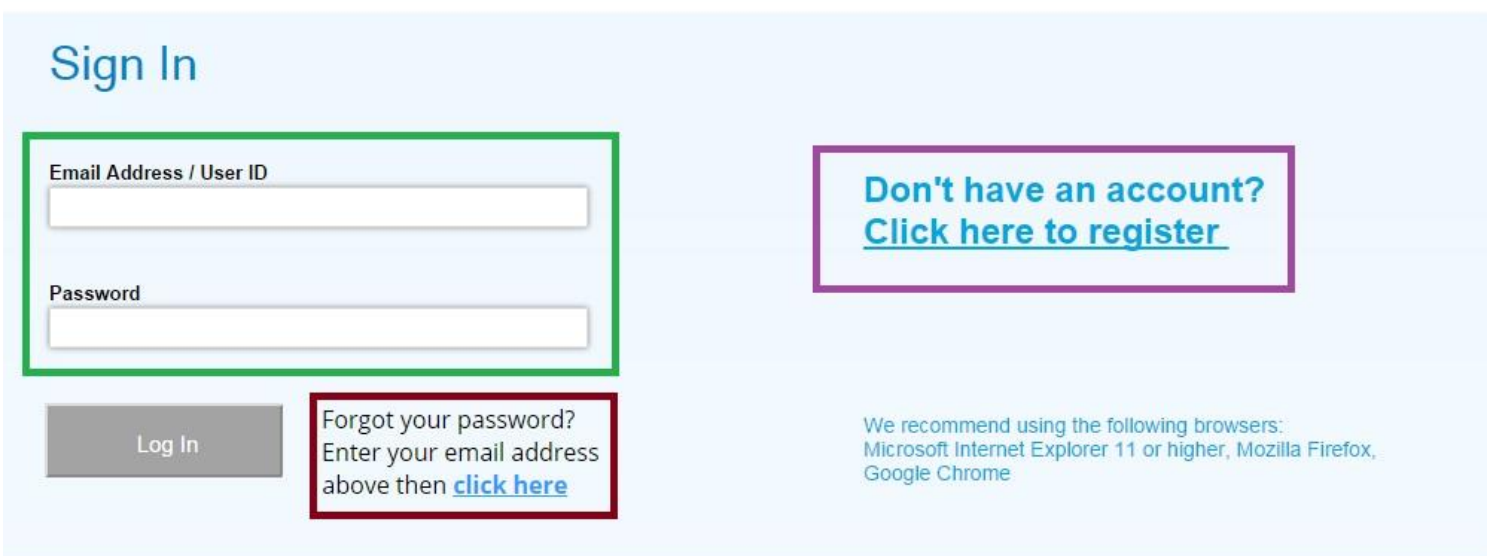 Sign In
Email Address / User ID
Password
Log In
Forgot your password?
Enter your email address
above then click here
Don't have an account?
Click here to register
We recommend using the following browsers:
Microsoft Internet Explorer 11 or higher, Mozilla Firefox,
Google Chrome